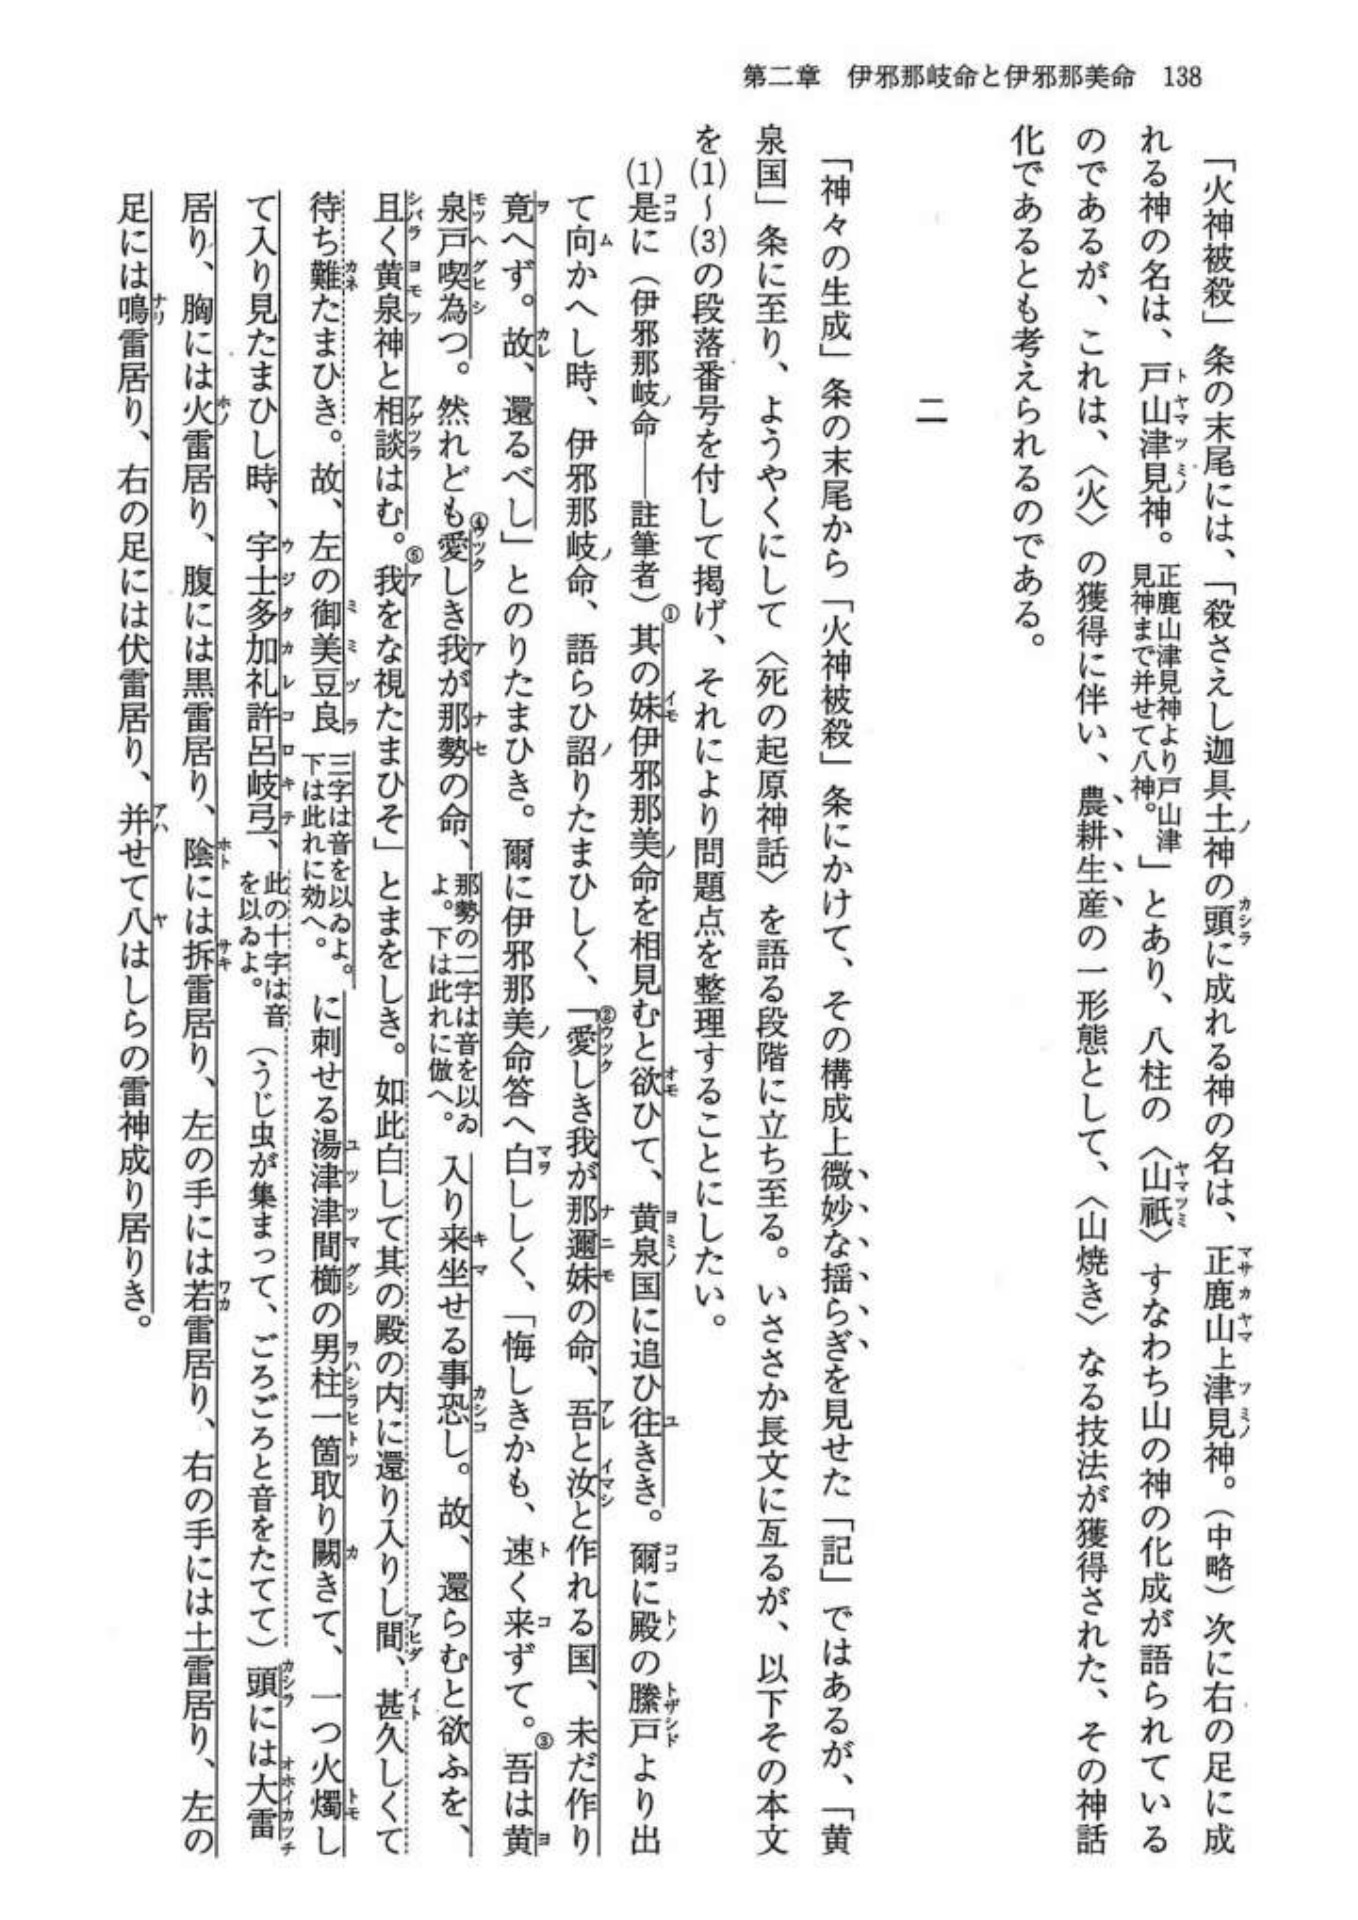 第二章　伊邪那岐命と伊邪那美命　138
「火神被殺」条の末尾には、「殺さえし迦具土神の頭に成れる神の名は、正鹿山上津見神。（中略）次に右の足に成
れる神の名は、戸山津見神。正鹿山津見神より戸山津見神まで并せて八神。」とあり、八柱の〈山祇〉すなわち山の神の化成が語られている
のであるが、これは、〈火〉の獲得に伴い、農耕生産の一形態として、〈山焼き〉なる技法が獲得された、その神話
化であるとも考えられるのである。
二
「神々の生成」条の末尾から「火神被殺」条にかけて、その構成上微妙な揺らぎを見せた「記」ではあるが、「黄
泉国」条に至り、ようやくにして〈死の起原神話〉を語る段階に立ち至る。いささか長文に亙るが、以下その本文
を(1)～(3)の段落番号を付して掲げ、それにより問題点を整理することにしたい。
(1)是に（伊邪那岐命――註筆者）①其の妹伊邪那美命を相見むと欲ひて、黄泉国に追ひ往きき。爾に殿の縢戸より出
て向かへし時、伊邪那岐命、語らひ詔りたまひしく、「②愛しき我が那邇妹の命、吾と汝と作れる国、未だ作り
竟へず。故、還るべし」とのりたまひき。爾に伊邪那美命答へ白ししく、「悔しきかも、速く来ずて。③吾は黄
泉戸喫為つ。然れども④愛しき我が那勢の命、那勢の二字は音を以ゐよ。下は此れに倣へ。入り来坐せる事恐し。故、還らむと欲ふを、
且く黄泉神と相談はむ。⑤我をな視たまひそ」とまをしき。如此白して其の殿の内に還り入りし間、甚久しくて
待ち難たまひき。故、左の御美豆良三字は音を以ゐよ。下は此れに効へ。に刺せる湯津津間櫛の男柱一箇取り闕きて、一つ火燭し
て入り見たまひし時、宇士多加礼許呂岐弖、此の十字は音を以ゐよ。（うじ虫が集まって、ごろごろと音をたてて）頭には大雷
居り、胸には火雷居り、腹には黒雷居り、陰には拆雷居り、左の手には若雷居り、右の手には土雷居り、左の
足には鳴雷居り、右の足には伏雷居り、并せて八はしらの雷神成り居りき。